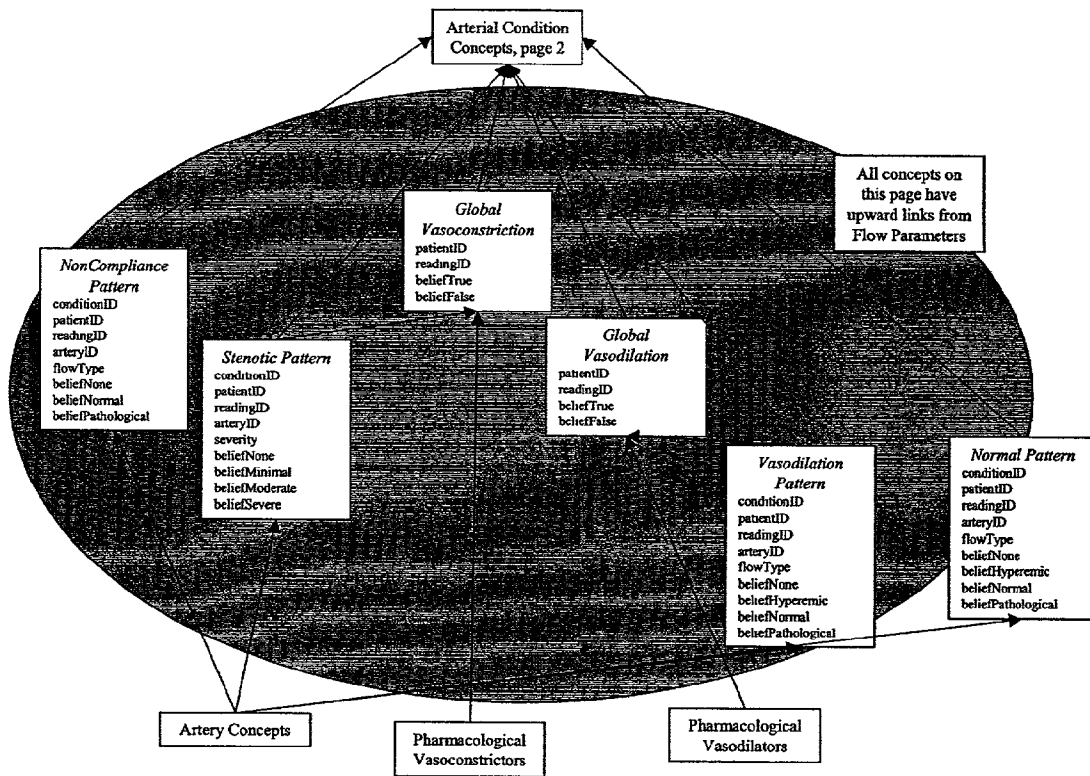 Arterial Condition
Concepts, page 2
All concepts on
this page have
upward links from
Flow Parameters
Global
Vasoconstriction
patientID
readingID
beliefTrue
beliefFalse
NonCompliance
Pattern
conditionID
patientID
readingID
arteryID
flowType
beliefNone
beliefNormal
beliefPathological
Stenotic Pattern
conditionID
patientID
readingID
arteryID
severity
beliefNone
beliefMinimal
beliefModerate
beliefSevere
Global
Vasodilation
patientID
readingID
beliefTrue
beliefFalse
Vasodilation
Pattern
conditionID
patientID
readingID
arteryID
flowType
beliefNone
beliefHyperemic
beliefNormal
beliefPathological
Normal Pattern
conditionID
patientID
readingID
arteryID
flowType
beliefNone
beliefHyperemic
beliefNormal
beliefPathological
Artery Concepts
Pharmacological
Vasoconstrictors
Pharmacological
Vasodilators